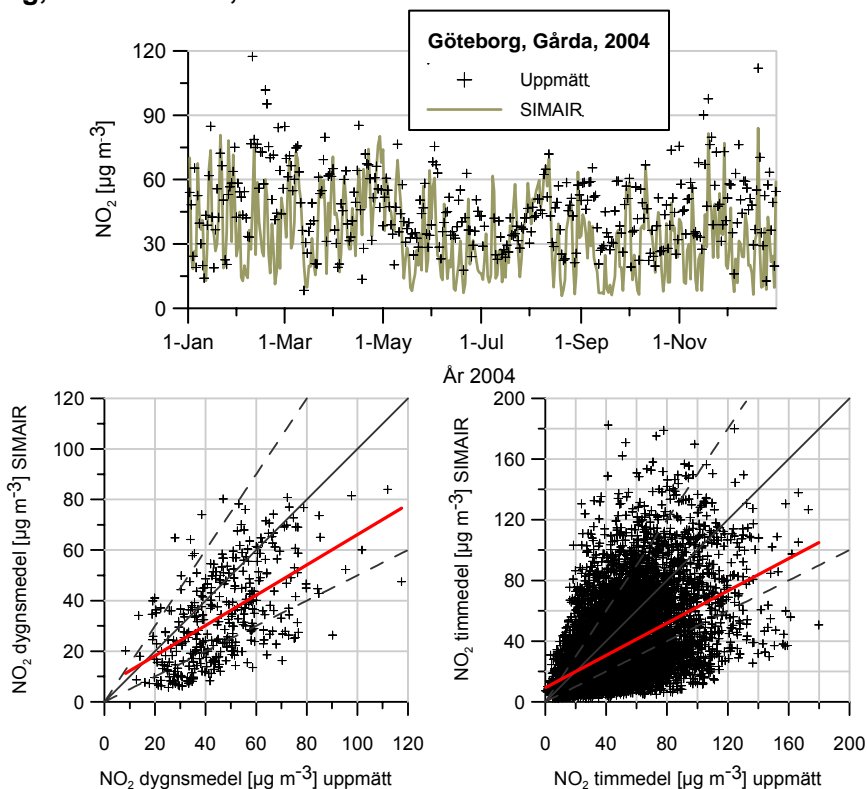 120
90
60
30
0
NO₂ [µg m⁻³]
Göteborg, Gårda, 2004
Uppmätt
SIMAIR
1-Jan 1-Mar 1-May 1-Jul 1-Sep 1-Nov
År 2004
120
100
80
60
40
20
0
NO₂ dygnsmedel [µg m⁻³] SIMAIR
0 20 40 60 80 100 120
NO₂ dygnsmedel [µg m⁻³] uppmätt
200
160
120
80
40
0
NO₂ timmedel [µg m⁻³] SIMAIR
0 40 80 120 160 200
NO₂ timmedel [µg m⁻³] uppmätt